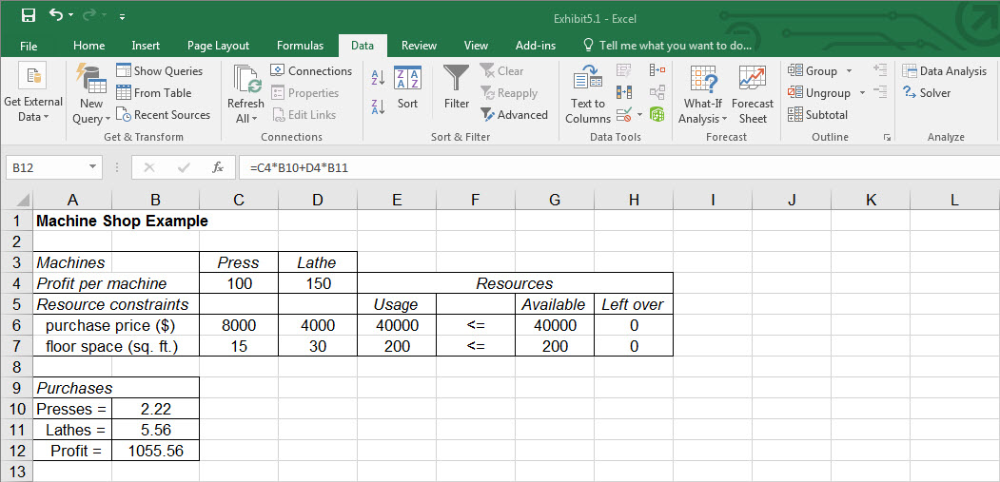 Exhibit5.1 - Excel
File Home Insert Page Layout Formulas Data Review View Add-ins Tell me what you want to do...
Get External Data
New Query
Show Queries
From Table
Recent Sources
Get & Transform
Refresh All
Connections
Properties
Edit Links
Connections
Sort
Filter
Clear
Reapply
Advanced
Sort & Filter
Text to Columns
Data Tools
What-If Analysis
Forecast Sheet
Forecast
Group
Ungroup
Subtotal
Outline
Data Analysis
Solver
Analyze
B12 fx =C4*B10+D4*B11
A B C D E F G H I J K L
1 Machine Shop Example
2
3 Machines Press Lathe
4 Profit per machine 100 150 Resources
5 Resource constraints Usage Available Left over
6 purchase price ($) 8000 4000 40000 <= 40000 0
7 floor space (sq. ft.) 15 30 200 <= 200 0
8
9 Purchases
10 Presses = 2.22
11 Lathes = 5.56
12 Profit = 1055.56
13